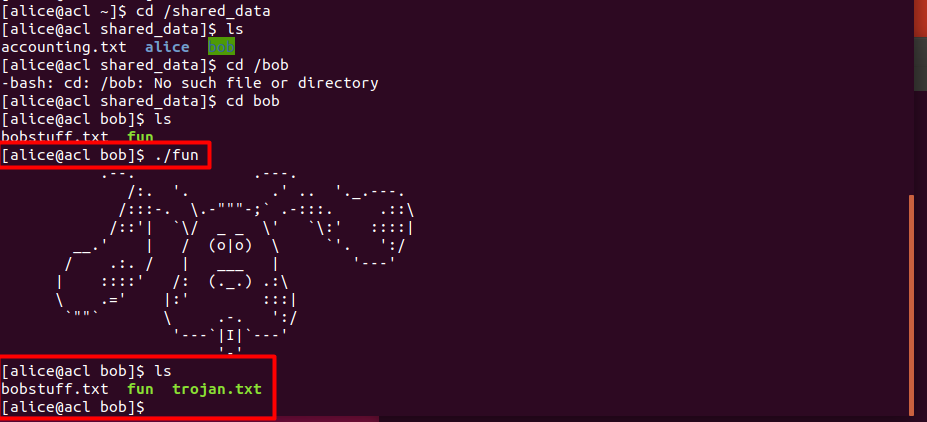 [alice@acl ~]$ cd /shared_data
[alice@acl shared_data]$ ls
accounting.txt  alice  bob
[alice@acl shared_data]$ cd /bob
-bash: cd: /bob: No such file or directory
[alice@acl shared_data]$ cd bob
[alice@acl bob]$ ls
bobstuff.txt  fun
[alice@acl bob]$ ./fun
           .--.              .---.
              /:.  '.         .' ..  '._.---.
             /:::-.  \.-"""-;` .-:::.     .::\
            /::'|  `\/  _ _  \'   `\:'   ::::|
        __.'    |   /  (o|o)  \     `'.   ':/
       /    .:. /   |   ___   |        '---'
      |    ::::'   /:  (._.) .:\
      \    .='    |:'        :::|
       `""`       \     .-.   ':/
                   '---`|I|`---'
                        '-'
[alice@acl bob]$ ls
bobstuff.txt  fun  trojan.txt
[alice@acl bob]$